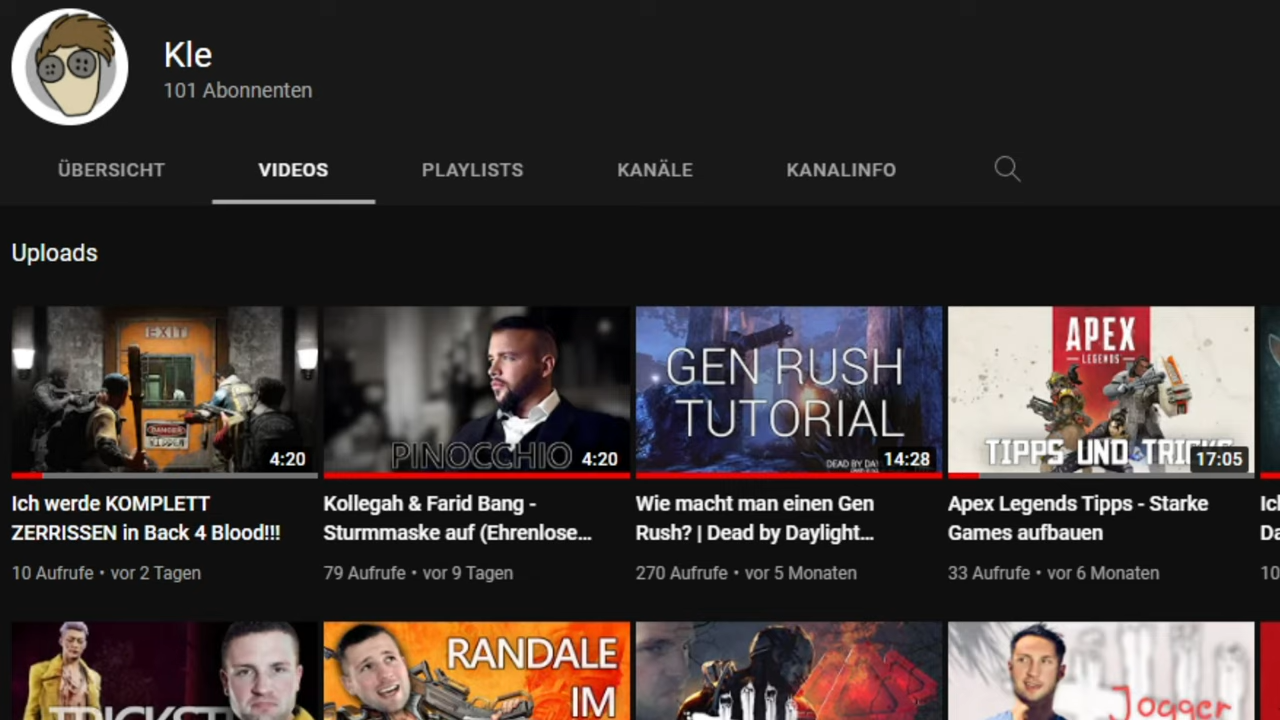 Kle
101 Abonnenten
ÜBERSICHT
VIDEOS
PLAYLISTS
KANÄLE
KANALINFO
Uploads
EXIT
DANGER
4:20
PINOCCHIO
4:20
GEN RUSH
TUTORIAL
14:28
APEX
LEGENDS
TIPPS UND
17:05
Ich werde KOMPLETT
ZERRISSEN in Back 4 Blood!!!
10 Aufrufe • vor 2 Tagen
Kollegah & Farid Bang -
Sturmmaske auf (Ehrenlose...
79 Aufrufe • vor 9 Tagen
Wie macht man einen Gen
Rush? | Dead by Daylight...
270 Aufrufe • vor 5 Monaten
Apex Legends Tipps - Starke
Games aufbauen
33 Aufrufe • vor 6 Monaten
RANDALE
IM
Jogger